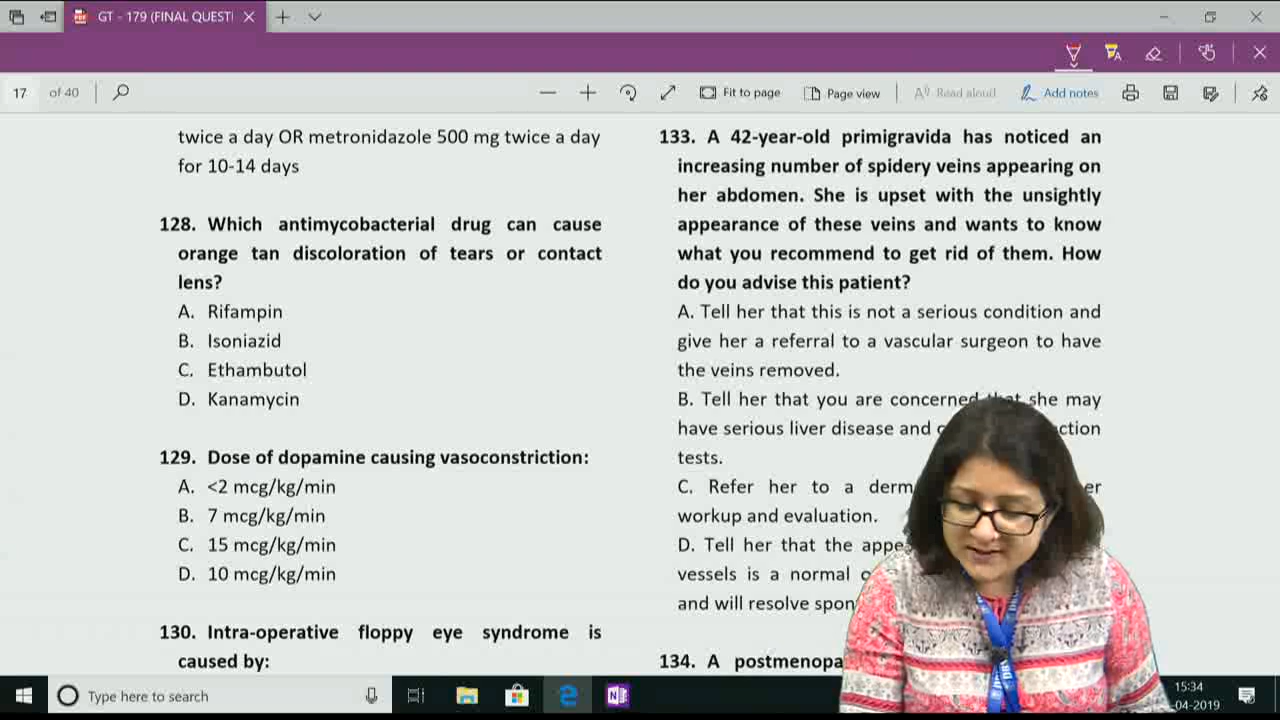 GT - 179 (FINAL QUESTI
17 of 40
Fit to page
Page view
Read aloud
Add notes
twice a day OR metronidazole 500 mg twice a day
for 10-14 days
128. Which antimycobacterial drug can cause
orange tan discoloration of tears or contact
lens?
A. Rifampin
B. Isoniazid
C. Ethambutol
D. Kanamycin
129. Dose of dopamine causing vasoconstriction:
A. <2 mcg/kg/min
B. 7 mcg/kg/min
C. 15 mcg/kg/min
D. 10 mcg/kg/min
130. Intra-operative floppy eye syndrome is
caused by:
133. A 42-year-old primigravida has noticed an
increasing number of spidery veins appearing on
her abdomen. She is upset with the unsightly
appearance of these veins and wants to know
what you recommend to get rid of them. How
do you advise this patient?
A. Tell her that this is not a serious condition and
give her a referral to a vascular surgeon to have
the veins removed.
B. Tell her that you are concerned that she may
have serious liver disease and ction
tests.
C. Refer her to a derm er
workup and evaluation.
D. Tell her that the appe
vessels is a normal
and will resolve spon
134. A postmenopa
Type here to search
15:34
-04-2019